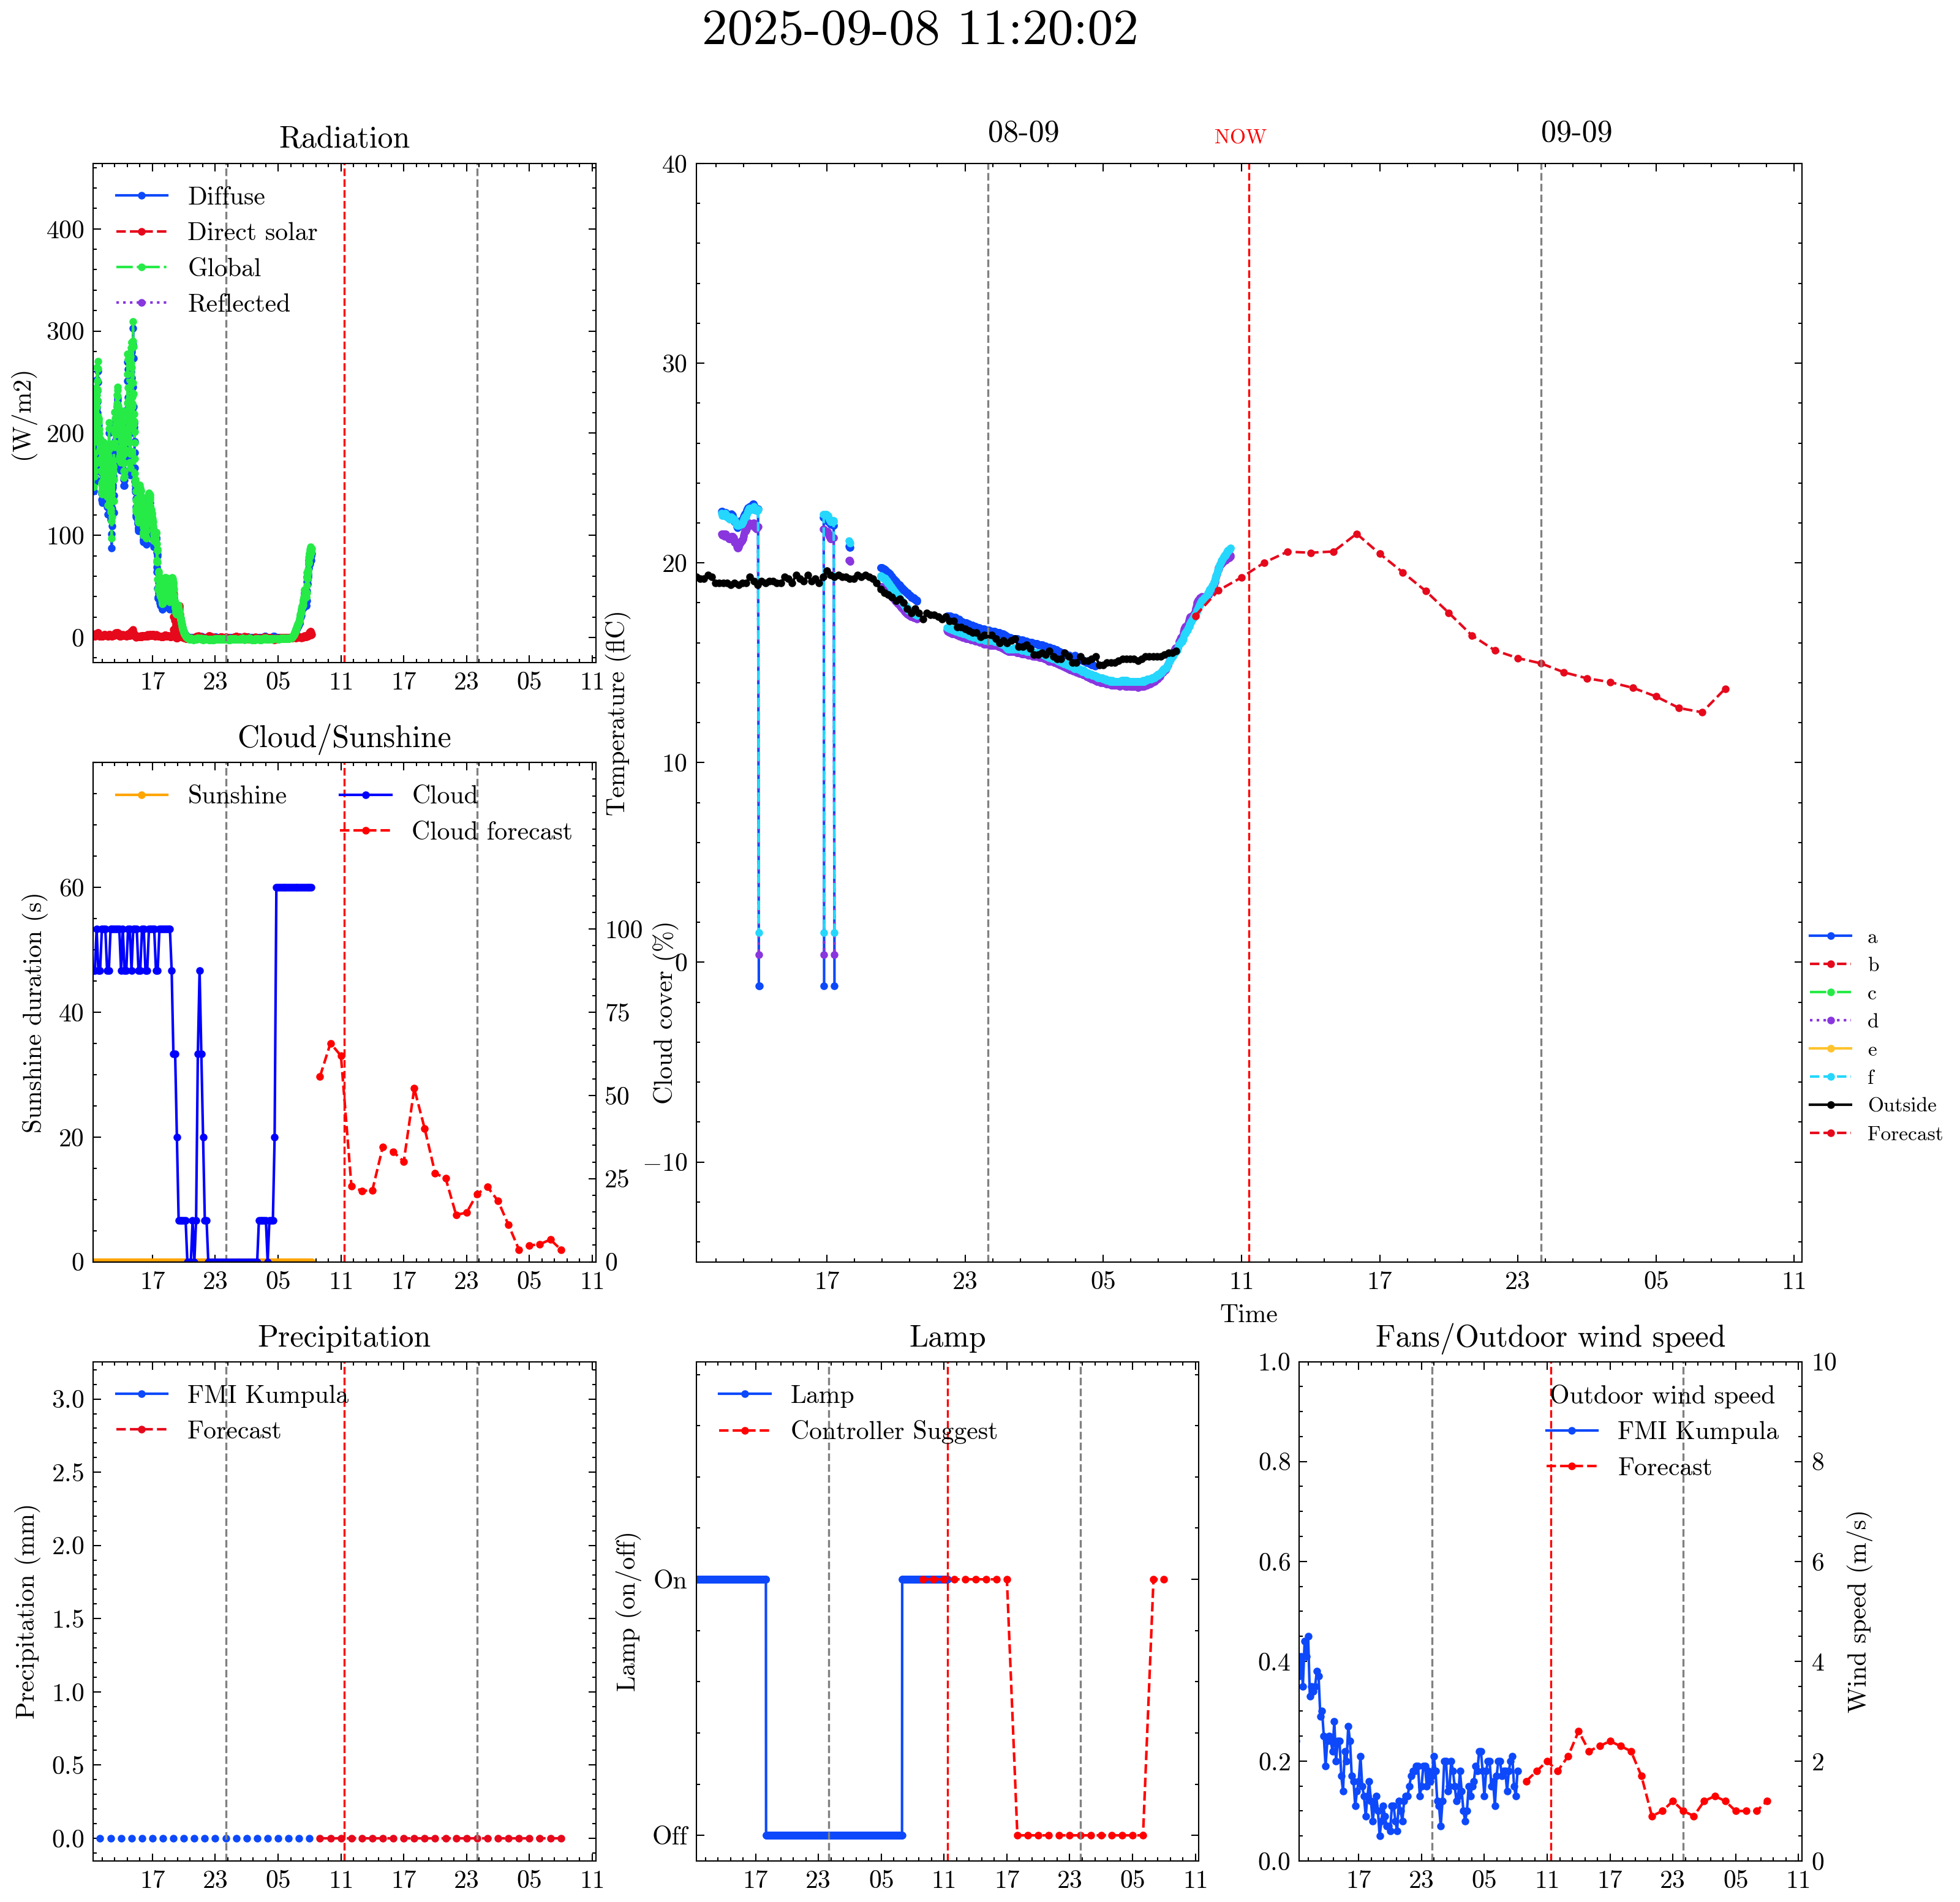 2025-09-08 11:20:02
Radiation
Diffuse
Direct solar
Global
Reflected
400
300
200
100
0
(W/m2)
17 23 05 11 17 23 05 11
08-09
NOW
09-09
40
30
20
10
0
−10
Temperature (flC)
17 23 05 11 17 23 05 11
Time
a
b
c
d
e
f
Outside
Forecast
Cloud/Sunshine
Sunshine
Cloud
Cloud forecast
60
40
20
0
Sunshine duration (s)
100
75
50
25
0
Cloud cover (%)
17 23 05 11 17 23 05 11
Precipitation
FMI Kumpula
Forecast
3.0
2.5
2.0
1.5
1.0
0.5
0.0
Precipitation (mm)
17 23 05 11 17 23 05 11
Lamp
Lamp
Controller Suggest
On
Off
Lamp (on/off)
17 23 05 11 17 23 05 11
Fans/Outdoor wind speed
Outdoor wind speed
FMI Kumpula
Forecast
1.0
0.8
0.6
0.4
0.2
0.0
10
8
6
4
2
0
Wind speed (m/s)
17 23 05 11 17 23 05 11